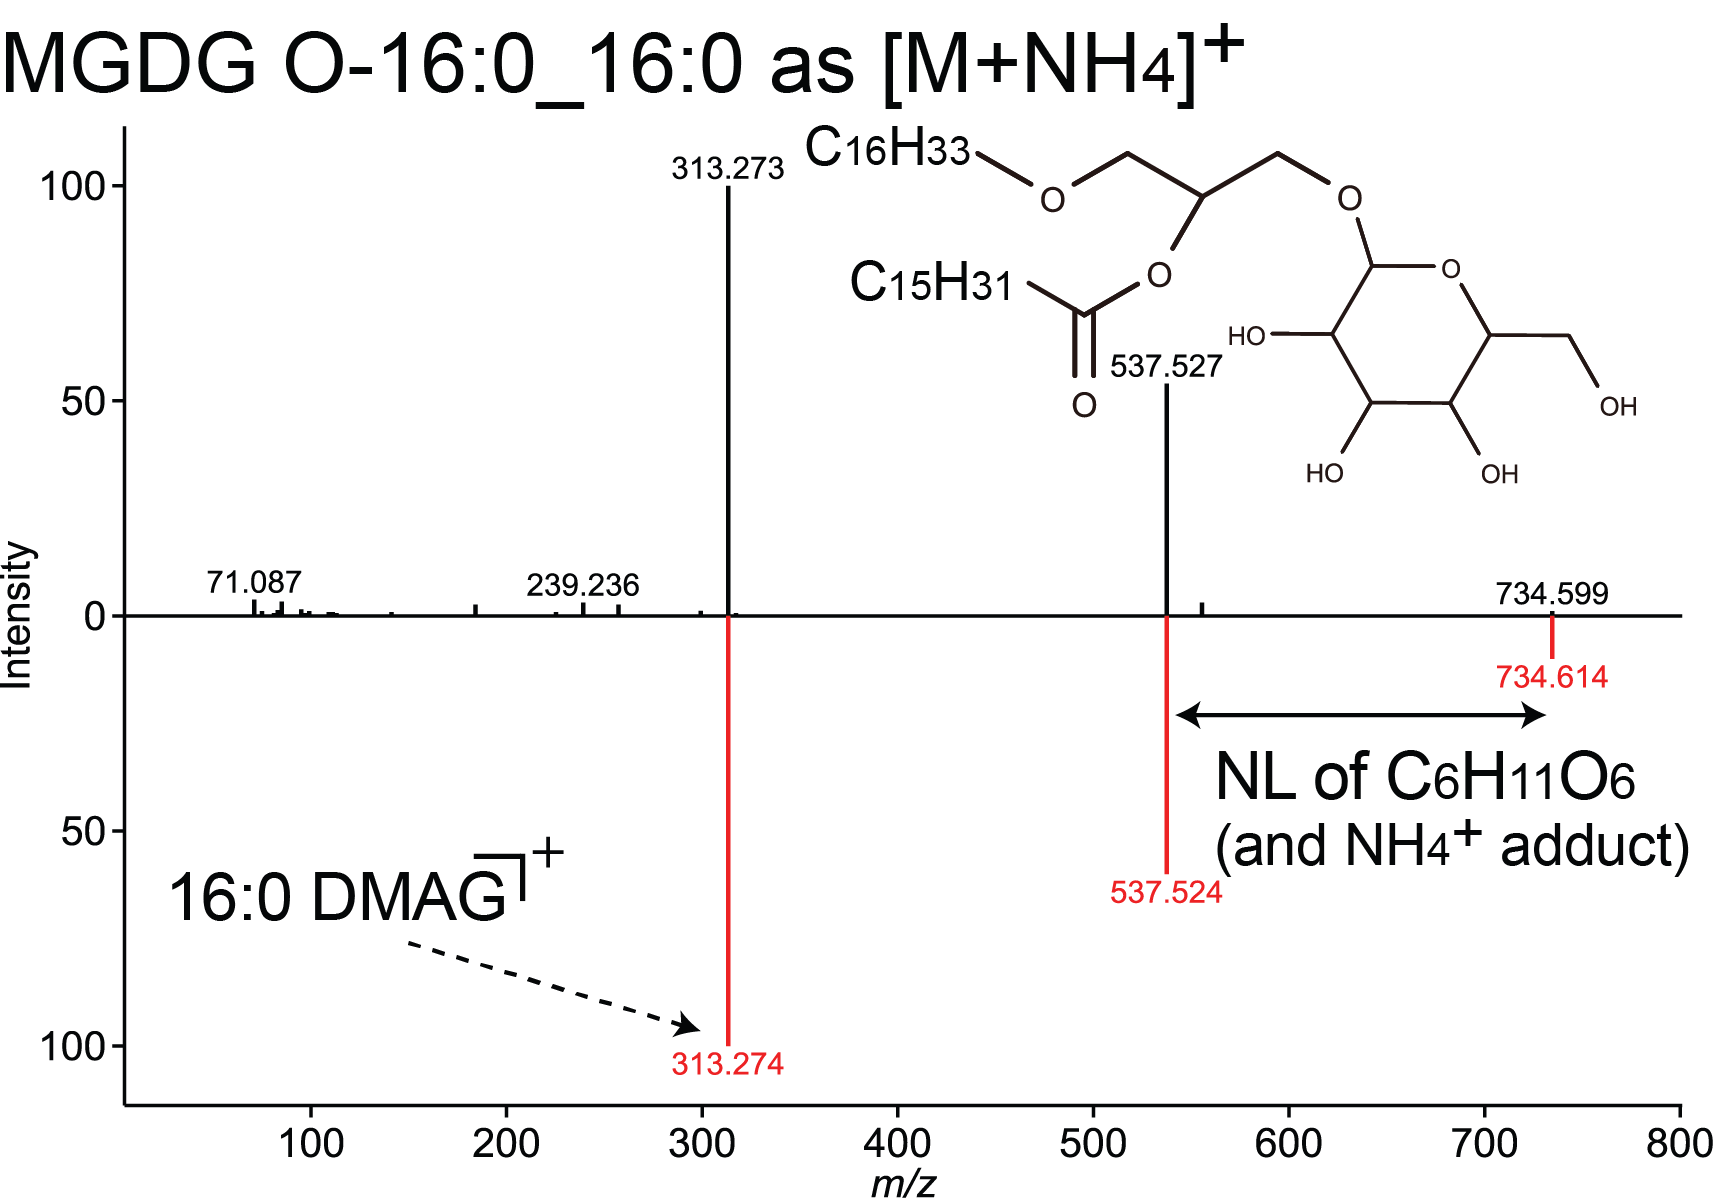 MGDG O-16:0_16:0 as [M+NH4]+
C16H33
O
O
C15H31
O
O
O
HO
OH
HO
OH
313.273
537.527
71.087
239.236
734.599
734.614
NL of C6H11O6
(and NH4+ adduct)
537.524
16:0 DMAG+
313.274
Intensity
100
50
0
50
100
100 200 300 400 500 600 700 800
m/z